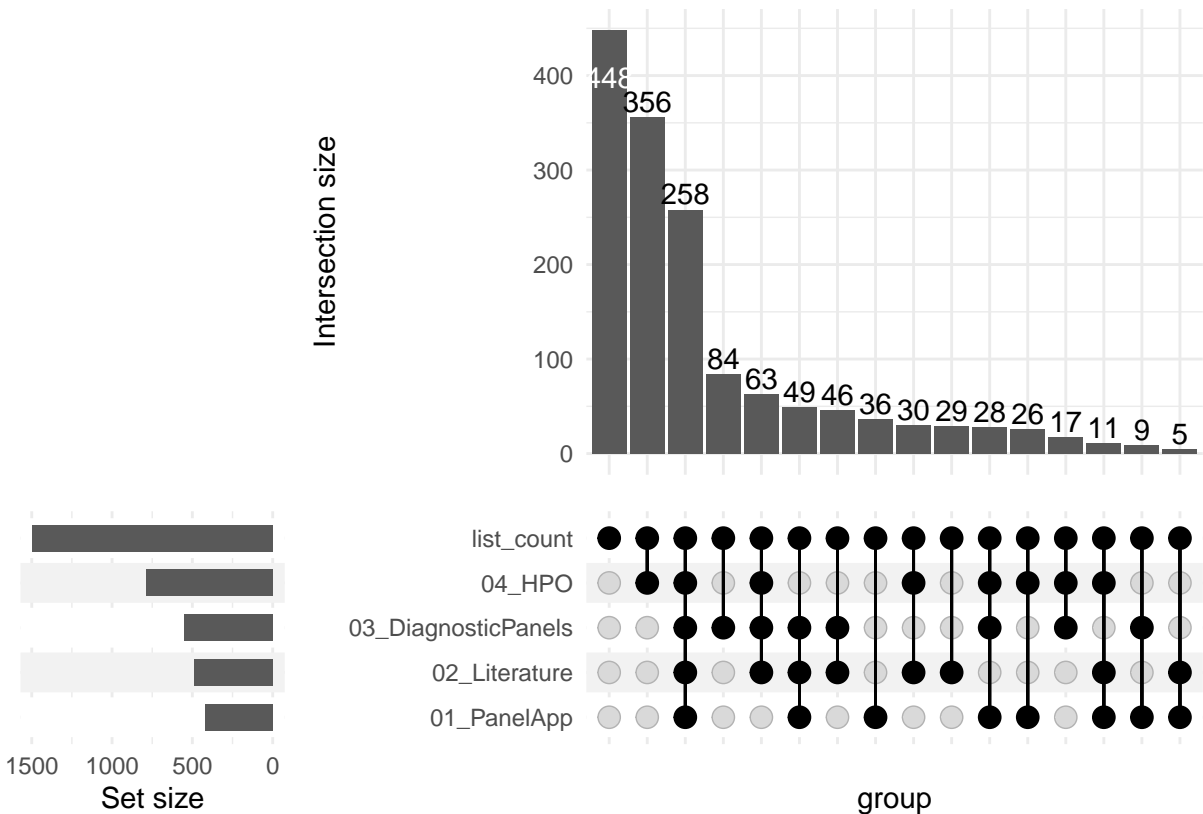 Intersection size
400
300
200
100
0
448
356
258
84
63
49
46
36
30
29
28
26
17
11
9
5
list_count
04_HPO
03_DiagnosticPanels
02_Literature
01_PanelApp
1500 1000 500 0
Set size
group